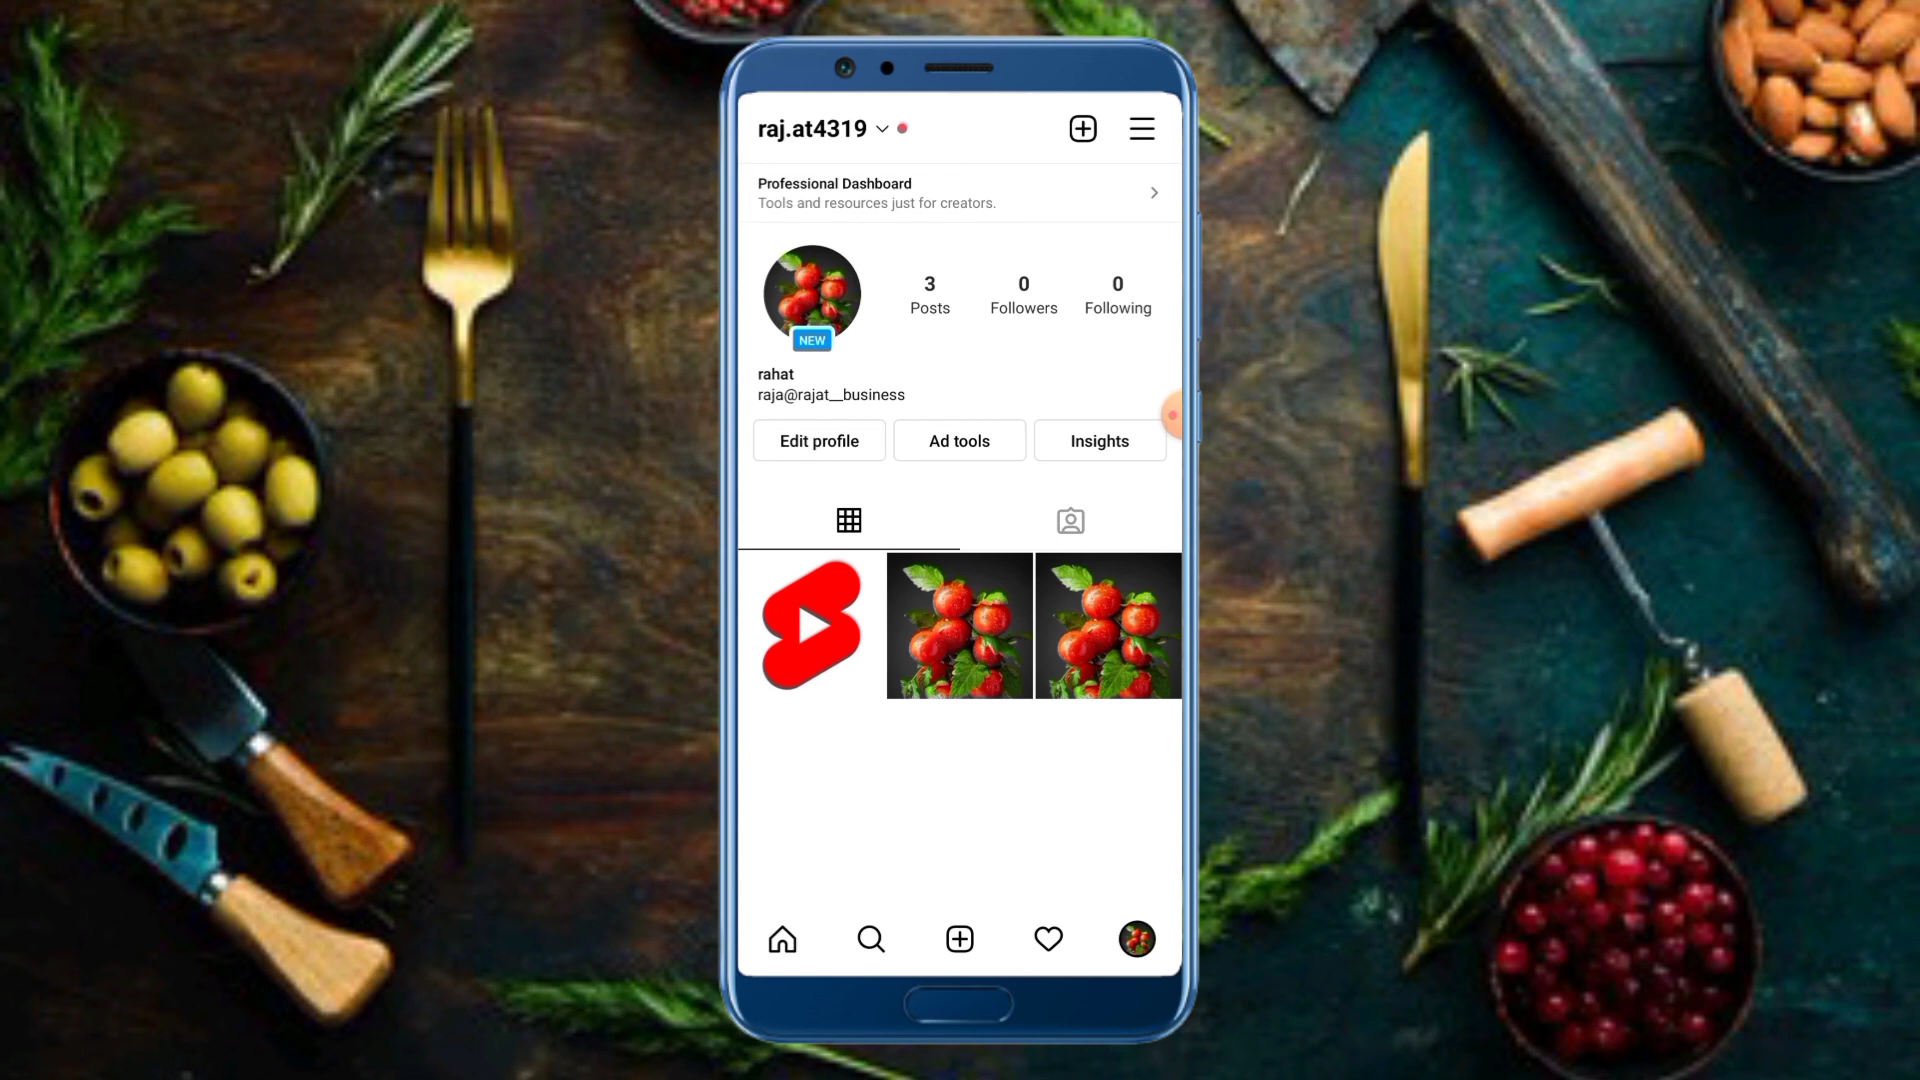 raj.at4319
Professional Dashboard
Tools and resources just for creators.
3
Posts
0
Followers
0
Following
NEW
rahat
raja@rajat__business
Edit profile
Ad tools
Insights